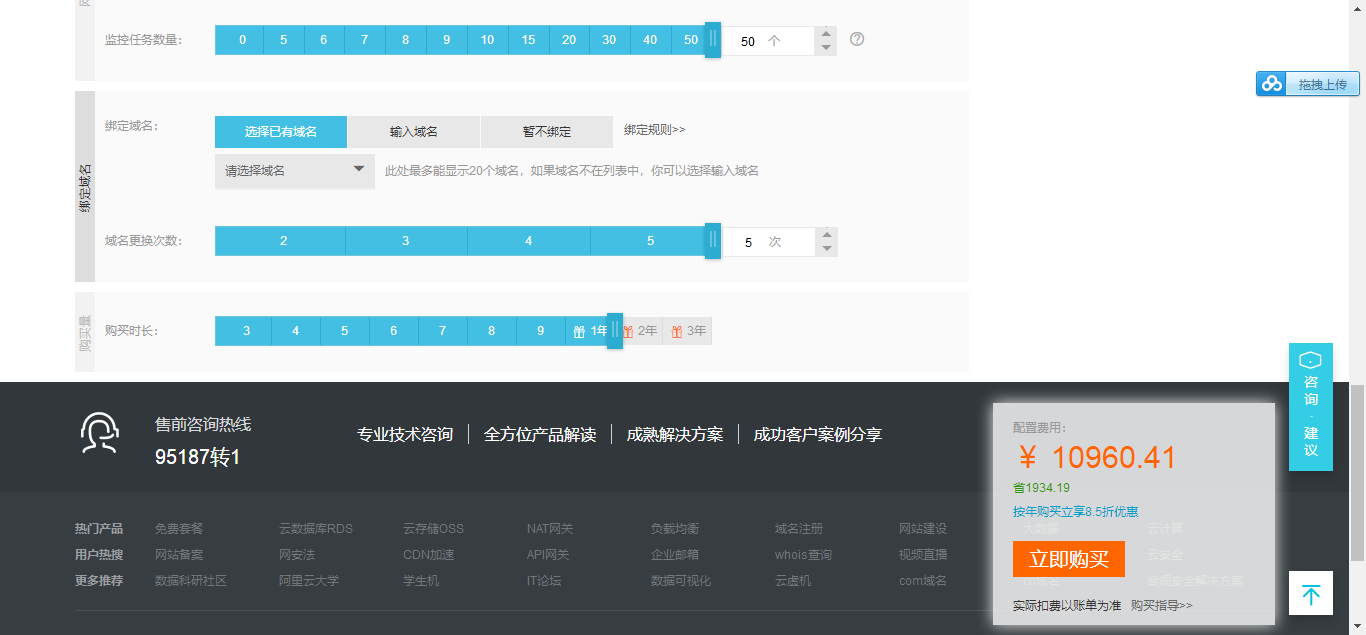 监控任务数量：
0 5 6 7 8 9 10 15 20 30 40 50
50 个
?
拖拽上传
绑定域名
绑定域名：
选择已有域名 输入域名 暂不绑定 绑定规则>>
请选择域名 此处最多能显示20个域名，如果域名不在列表中，你可以选择输入域名
域名更换次数：
2 3 4 5
5 次
购买量
购买时长：
3 4 5 6 7 8 9 1年 2年 3年
咨询·建议
售前咨询热线
95187转1
专业技术咨询 全方位产品解读 成熟解决方案 成功客户案例分享
配置费用：
￥ 10960.41
省1934.19
按年购买立享8.5折优惠
立即购买
实际扣费以账单为准 购买指导>>
热门产品 免费套餐 云数据库RDS 云存储OSS NAT网关 负载均衡 域名注册 网站建设 大数据 云计算
用户热搜 网站备案 网安法 CDN加速 API网关 企业邮箱 whois查询 视频直播 云安全
更多推荐 数据科研社区 阿里云大学 学生机 IT论坛 数据可视化 云虚机 com域名 cn域名 合规安全解决方案